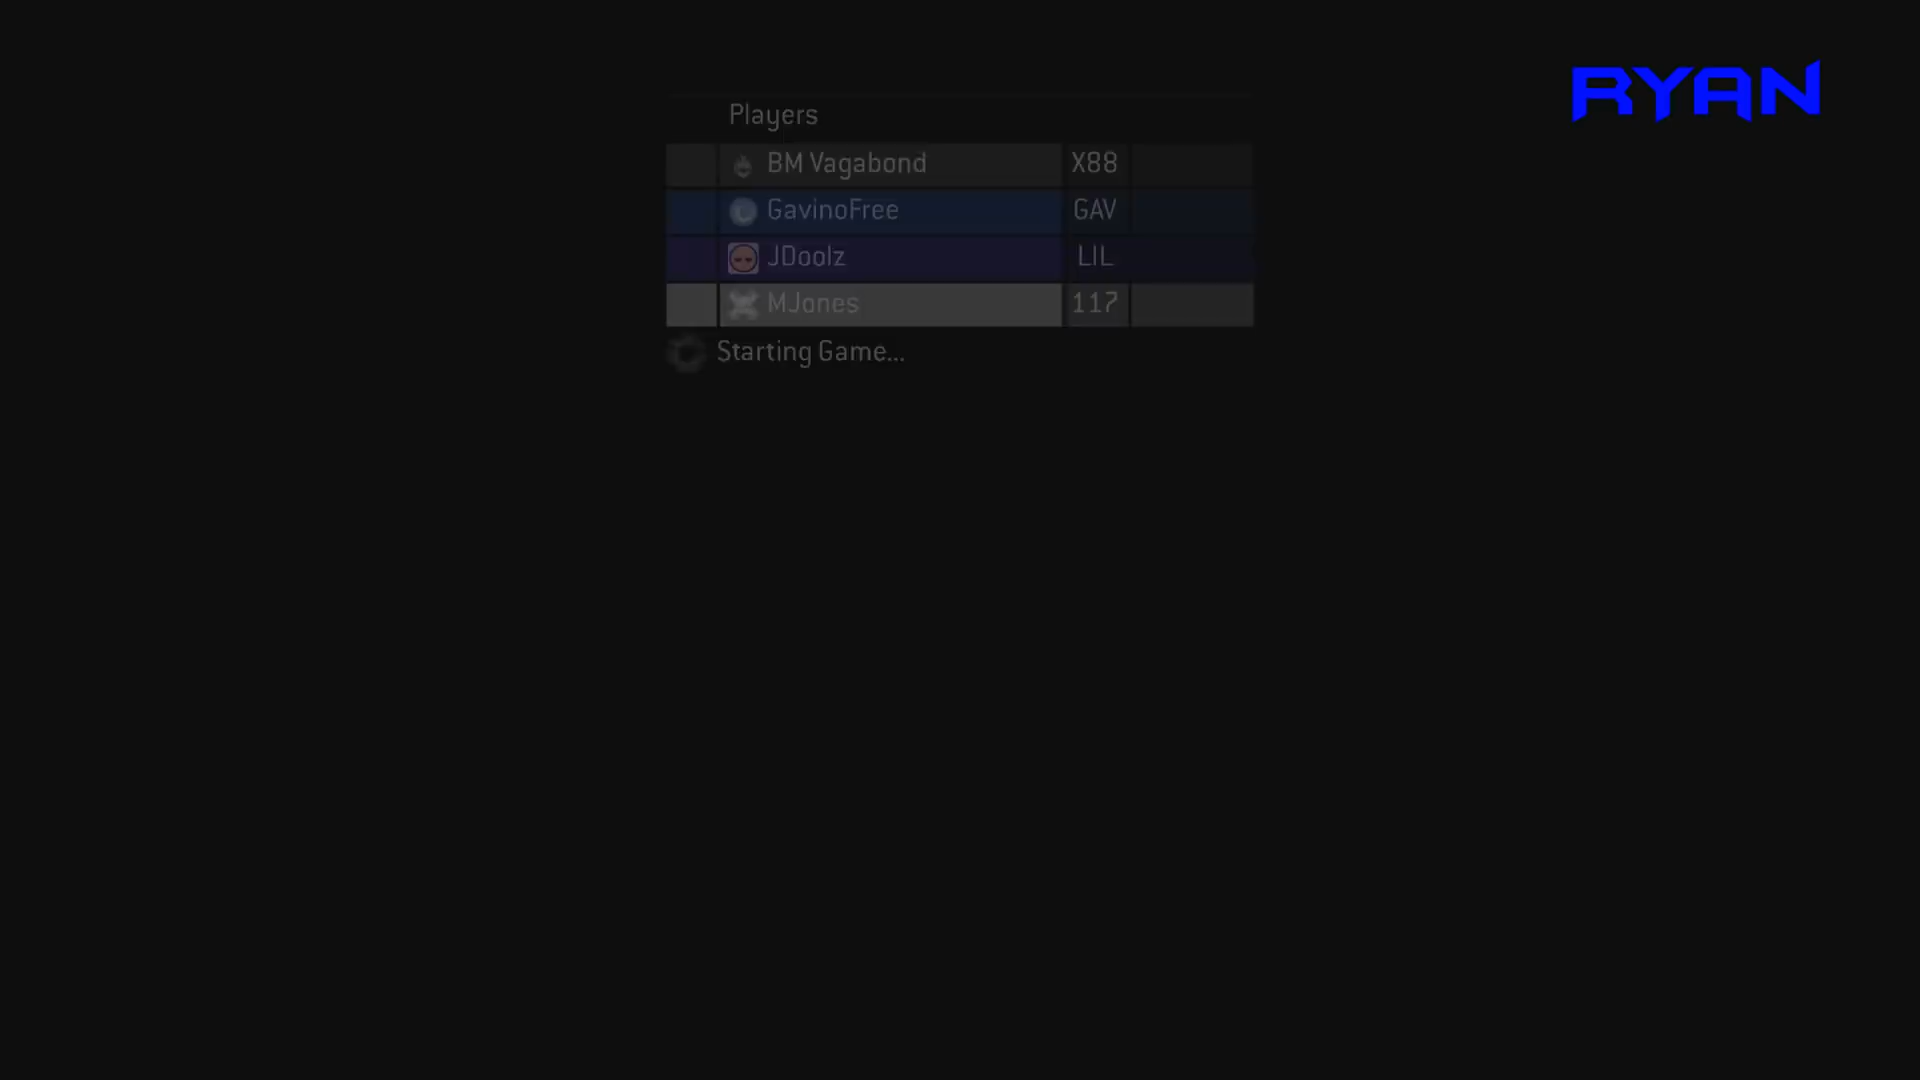 RYAN
Players
BM Vagabond X88
GavinoFree GAV
JDoolz LIL
MJones 117
Starting Game...